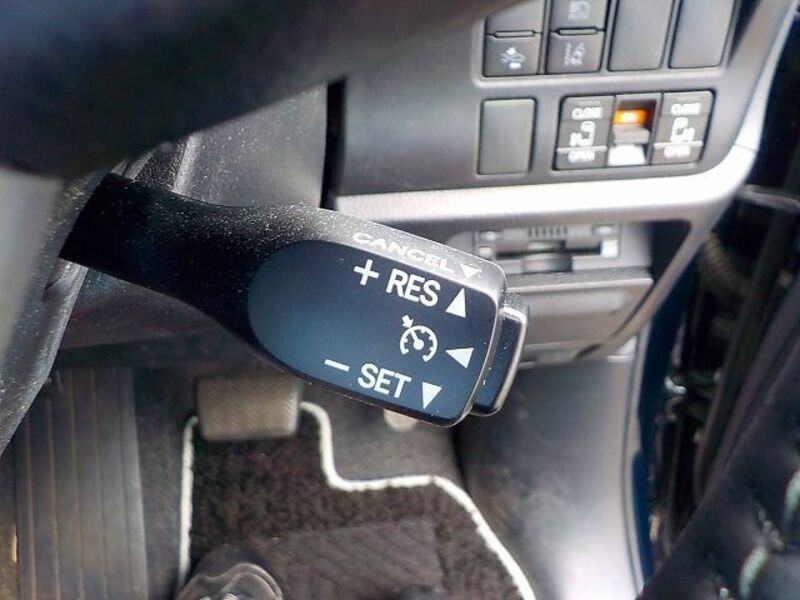 CLOSE
CLOSE
OPEN
OPEN
CANCEL
+ RES
- SET